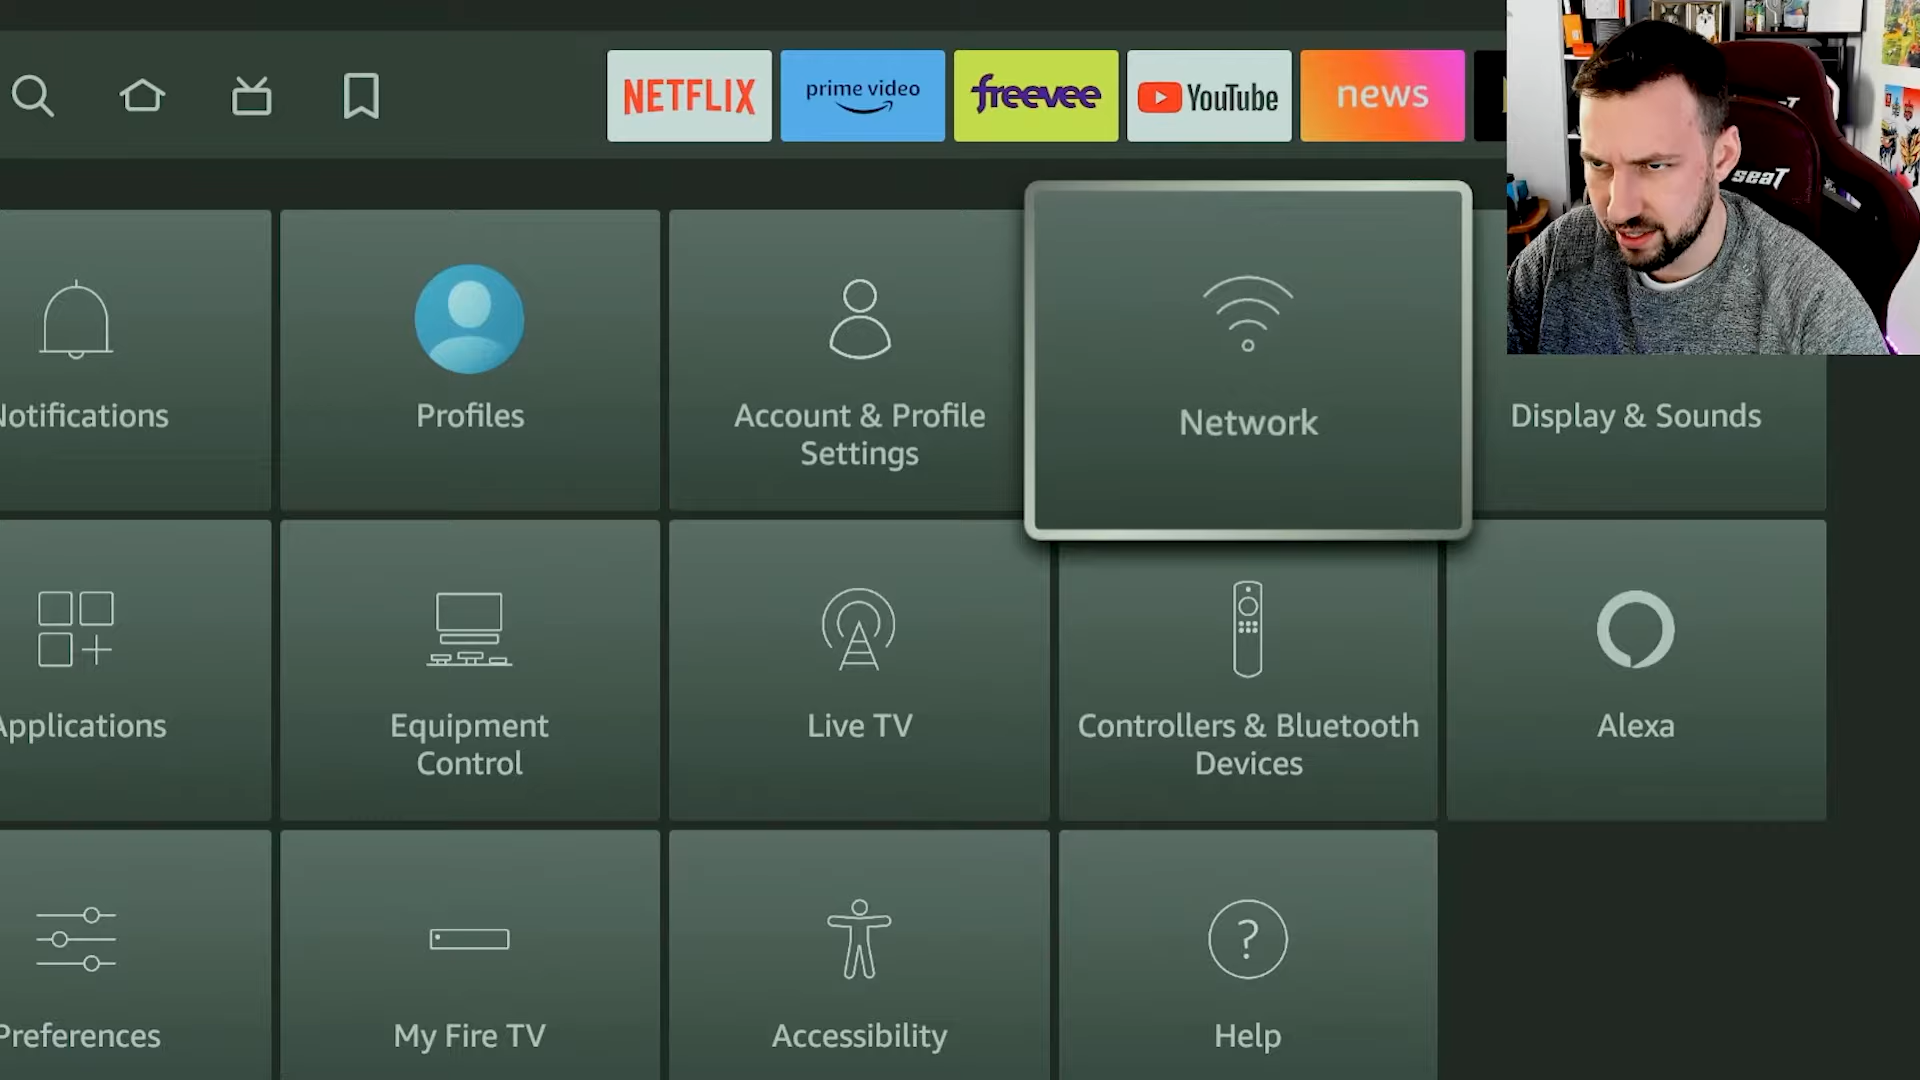 NETFLIX
prime video
freevee
YouTube
news
seaT
Notifications
Profiles
Account & Profile
Settings
Network
Display & Sounds
Applications
Equipment
Control
Live TV
Controllers & Bluetooth
Devices
Alexa
Preferences
My Fire TV
Accessibility
?
Help